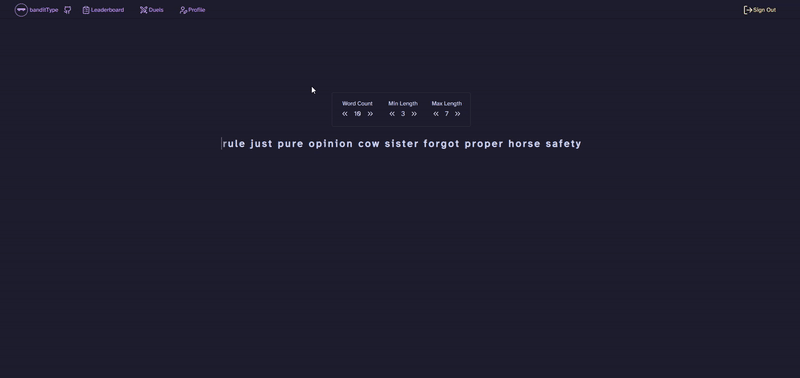 banditType Leaderboard Duels Profile Sign Out
Word Count Min Length Max Length
10 3 7
rule just pure opinion cow sister forgot proper horse safety